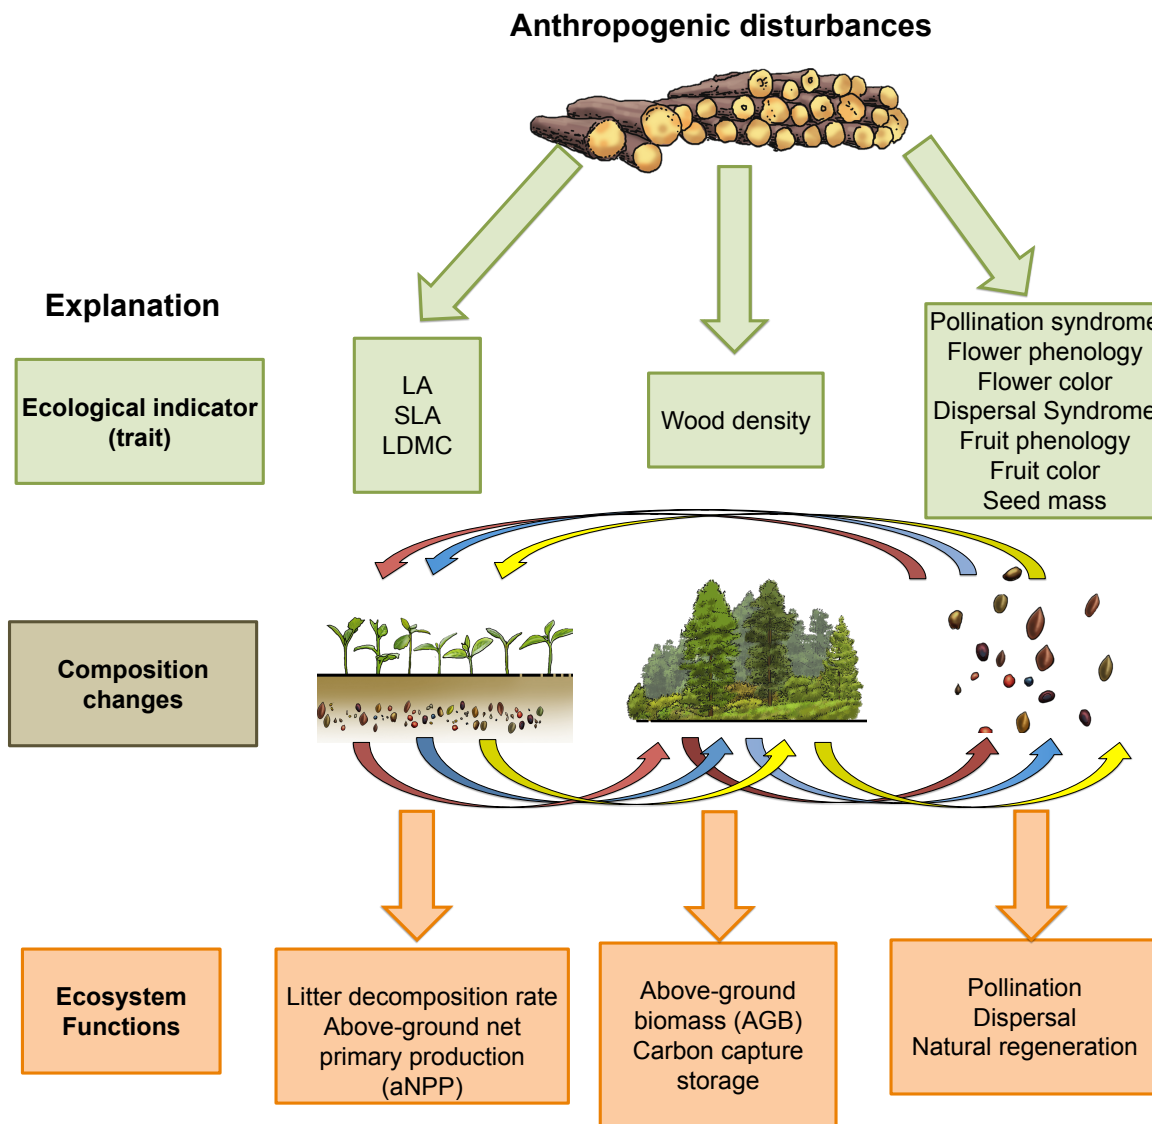 Anthropogenic disturbances
Explanation
Ecological indicator
(trait)
LA
SLA
LDMC
Wood density
Pollination syndrome
Flower phenology
Flower color
Dispersal Syndrome
Fruit phenology
Fruit color
Seed mass
Composition
changes
Ecosystem
Functions
Litter decomposition rate
Above-ground net
primary production
(aNPP)
Above-ground
biomass (AGB)
Carbon capture
storage
Pollination
Dispersal
Natural regeneration